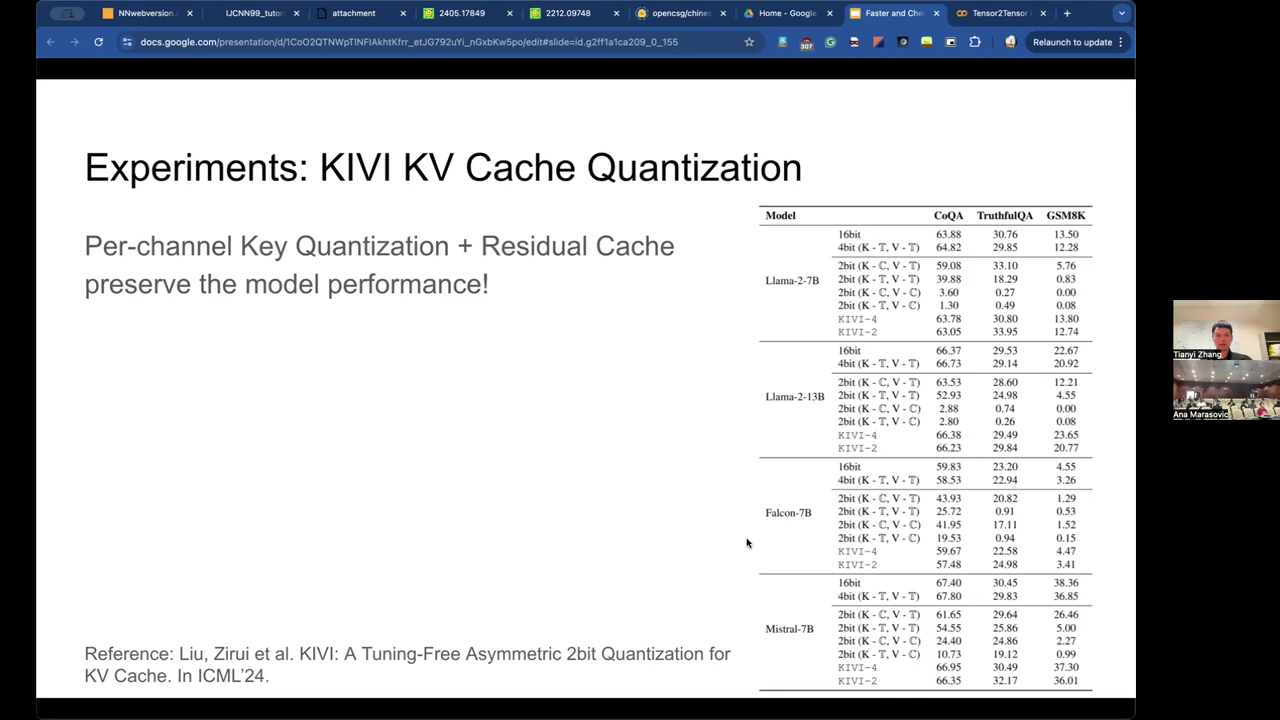 NNwebversion.
IJCNN99_tutor
attachment
2405.17849
2212.09748
opencsg/chines
Home - Google
Faster and Che
Tensor2Tensor
docs.google.com/presentation/d/1CoO2QTNWpTlNFIAkhtKfrr_etJG792uYi_nGxbKw5po/edit#slide=id.g2ff1a1ca209_0_155
307
Relaunch to update
Experiments: KIVI KV Cache Quantization
Per-channel Key Quantization + Residual Cache
preserve the model performance!
Model CoQA TruthfulQA GSM8K
Llama-2-7B
16bit 63.88 30.76 13.50
4bit (K - 𝕋, V - 𝕋) 64.82 29.85 12.28
2bit (K - ℂ, V - 𝕋) 59.08 33.10 5.76
2bit (K - 𝕋, V - 𝕋) 39.88 18.29 0.83
2bit (K - ℂ, V - ℂ) 3.60 0.27 0.00
2bit (K - 𝕋, V - ℂ) 1.30 0.49 0.08
KIVI-4 63.78 30.80 13.80
KIVI-2 63.05 33.95 12.74
Llama-2-13B
16bit 66.37 29.53 22.67
4bit (K - 𝕋, V - 𝕋) 66.73 29.14 20.92
2bit (K - ℂ, V - 𝕋) 63.53 28.60 12.21
2bit (K - 𝕋, V - 𝕋) 52.93 24.98 4.55
2bit (K - ℂ, V - ℂ) 2.88 0.74 0.00
2bit (K - 𝕋, V - ℂ) 2.80 0.26 0.08
KIVI-4 66.38 29.49 23.65
KIVI-2 66.23 29.84 20.77
Falcon-7B
16bit 59.83 23.20 4.55
4bit (K - 𝕋, V - 𝕋) 58.53 22.94 3.26
2bit (K - ℂ, V - 𝕋) 43.93 20.82 1.29
2bit (K - 𝕋, V - 𝕋) 25.72 0.91 0.53
2bit (K - ℂ, V - ℂ) 41.95 17.11 1.52
2bit (K - 𝕋, V - ℂ) 19.53 0.94 0.15
KIVI-4 59.67 22.58 4.47
KIVI-2 57.48 24.98 3.41
Mistral-7B
16bit 67.40 30.45 38.36
4bit (K - 𝕋, V - 𝕋) 67.80 29.83 36.85
2bit (K - ℂ, V - 𝕋) 61.65 29.64 26.46
2bit (K - 𝕋, V - 𝕋) 54.55 25.86 5.00
2bit (K - ℂ, V - ℂ) 24.40 24.86 2.27
2bit (K - 𝕋, V - ℂ) 10.73 19.12 0.99
KIVI-4 66.95 30.49 37.30
KIVI-2 66.35 32.17 36.01
Reference: Liu, Zirui et al. KIVI: A Tuning-Free Asymmetric 2bit Quantization for
KV Cache. In ICML'24.
Tianyi Zhang
Ana Marasovic